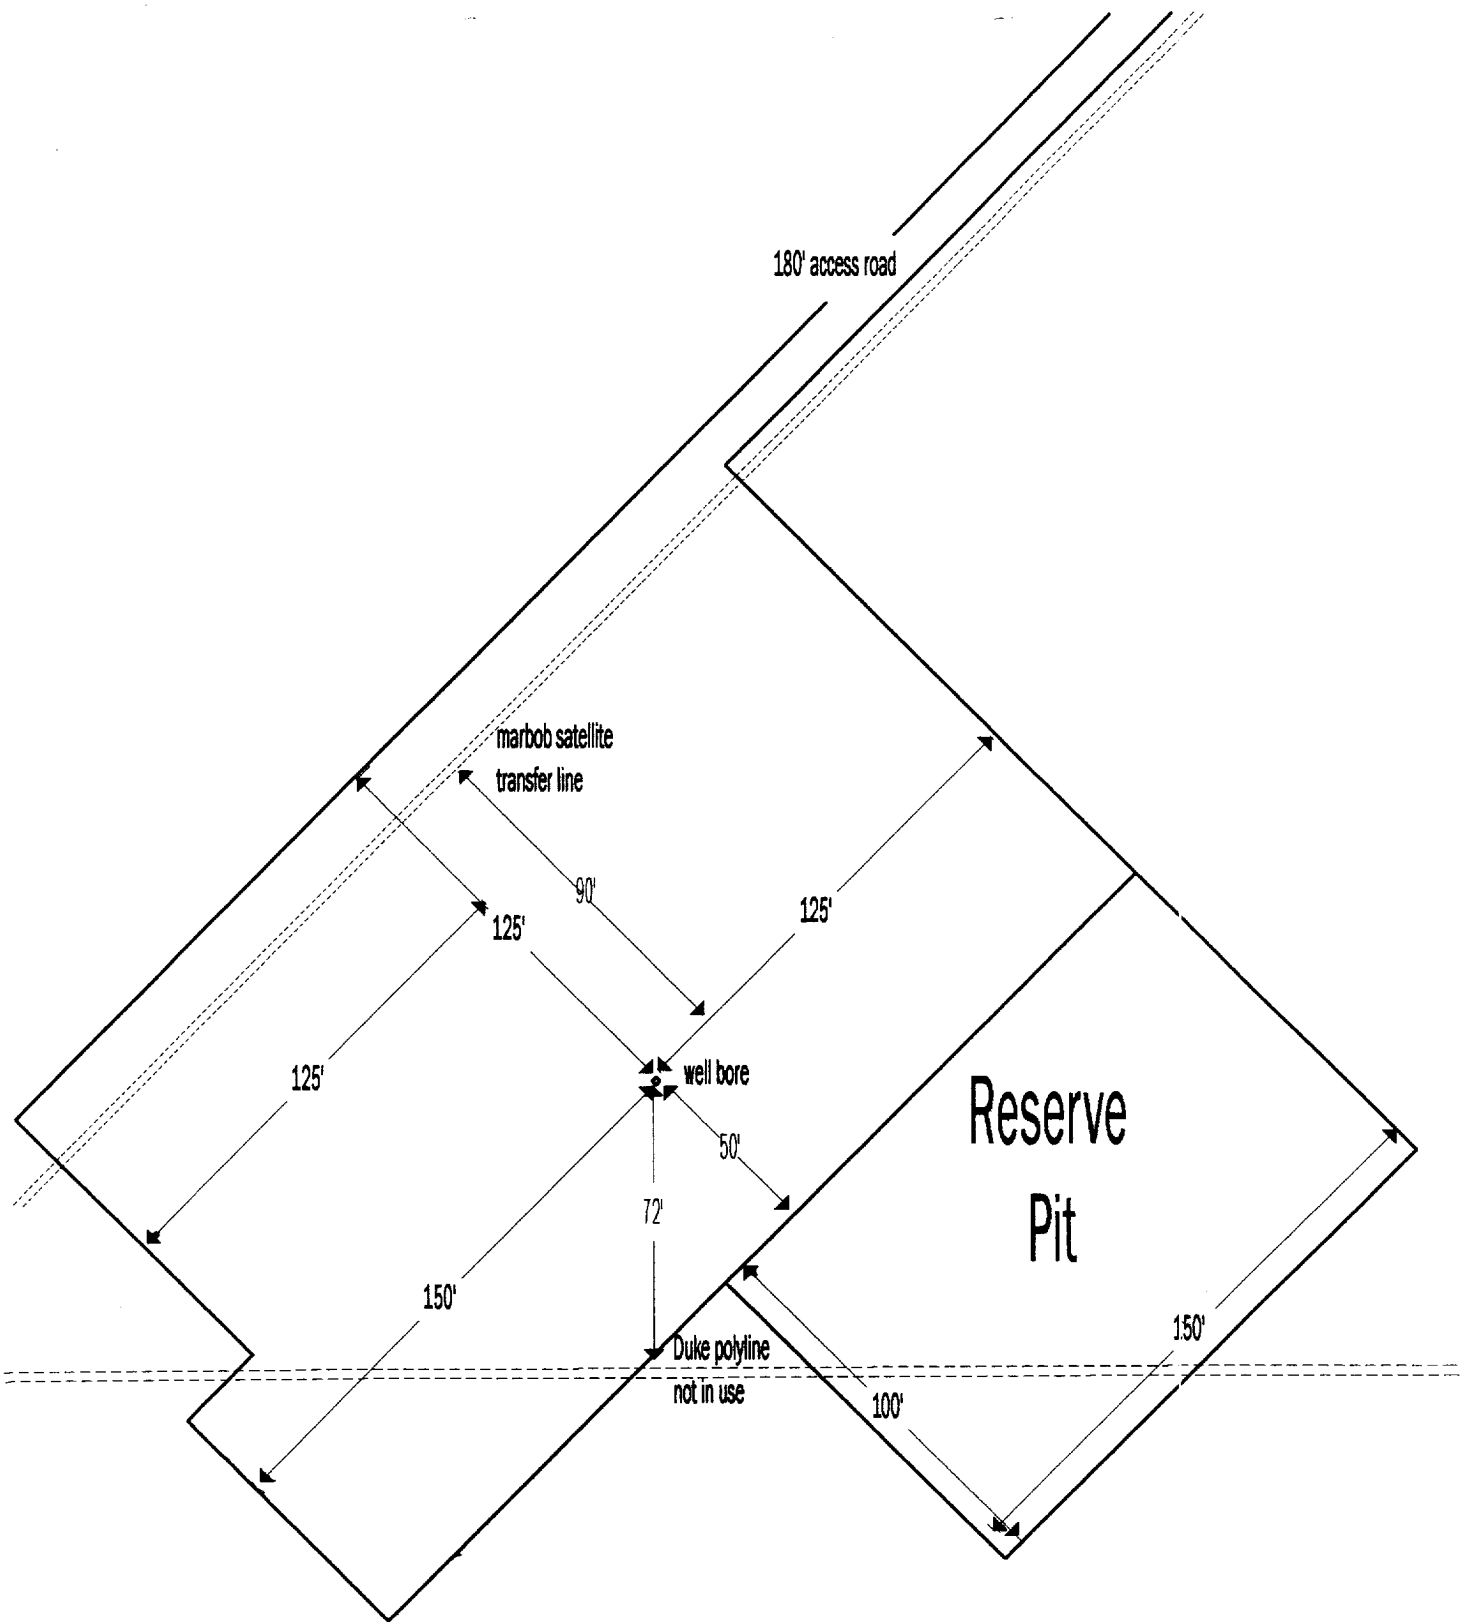 180' access road
marbob satellite
transfer line
90'
125'
125'
125'
well bore
Reserve
Pit
50'
72'
150'
150'
Duke polyline
not in use
100'